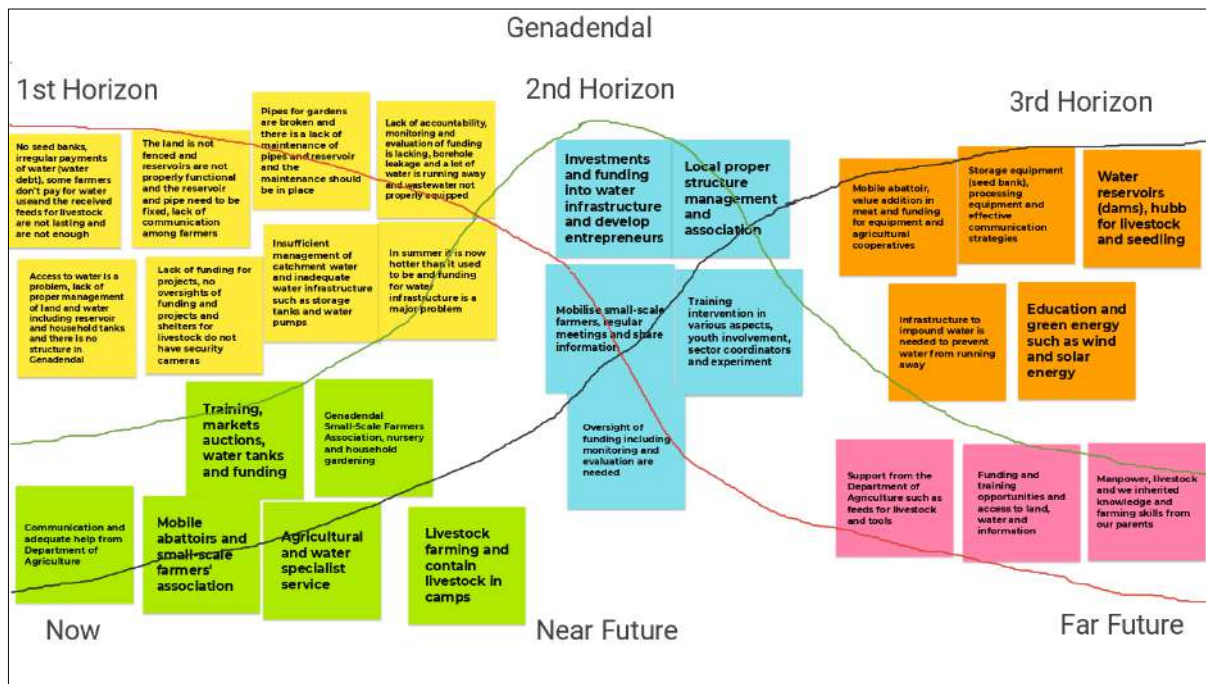 Genadendal
1st Horizon
2nd Horizon
3rd Horizon
No seed banks,
irregular payments
of water (water
debt), some farmers
don't pay for water
useand the received
feeds for livestock
are not lasting and
are not enough
The land is not
fenced and
reservoirs are not
properly functional
and the reservoir
and pipe need to be
fixed, lack of
communication
among farmers
Pipes for gardens
are broken and
there is a lack of
maintenance of
pipes and reservoir
and the
maintenance should
be in place
Lack of accountability,
monitoring and
evaluation of funding
is lacking, borehole
leakage and a lot of
water is running away
and wastewater not
properly equipped
Access to water is a
problem, lack of
proper management
of land and water
including reservoir
and household tanks
and there is no
structure in
Genadendal
Lack of funding for
projects, no
oversights of
funding and
projects and
shelters for
livestock do not
have security
cameras
Insufficient
management of
catchment water
and inadequate
water infrastructure
such as storage
tanks and water
pumps
In summer it is now
hotter than it used
to be and funding
for water
infrastructure is a
major problem
Training,
markets
auctions,
water tanks
and funding
Genadendal
Small-Scale Farmers
Association, nursery
and household
gardening
Communication and
adequate help from
Department of
Agriculture
Mobile
abattoirs and
small-scale
farmers'
association
Agricultural
and water
specialist
service
Livestock
farming and
contain
livestock in
camps
Investments
and funding
into water
infrastructure
and develop
entrepreneurs
Local proper
structure
management
and
association
Mobilise small-scale
farmers, regular
meetings and share
information
Training
intervention in
various aspects,
youth involvement,
sector coordinators
and experiment
Oversight of
funding including
monitoring and
evaluation are
needed
Mobile abattoir,
value addition in
meat and funding
for equipment and
agricultural
cooperatives
Storage equipment
(seed bank),
processing
equipment and
effective
communication
strategies
Water
reservoirs
(dams), hubb
for livestock
and seedling
Infrastructure to
impound water is
needed to prevent
water from running
away
Education and
green energy
such as wind
and solar
energy
Support from the
Department of
Agriculture such as
feeds for livestock
and tools
Funding and
training
opportunities and
access to land,
water and
information
Manpower, livestock
and we inherited
knowledge and
farming skills from
our parents
Now
Near Future
Far Future